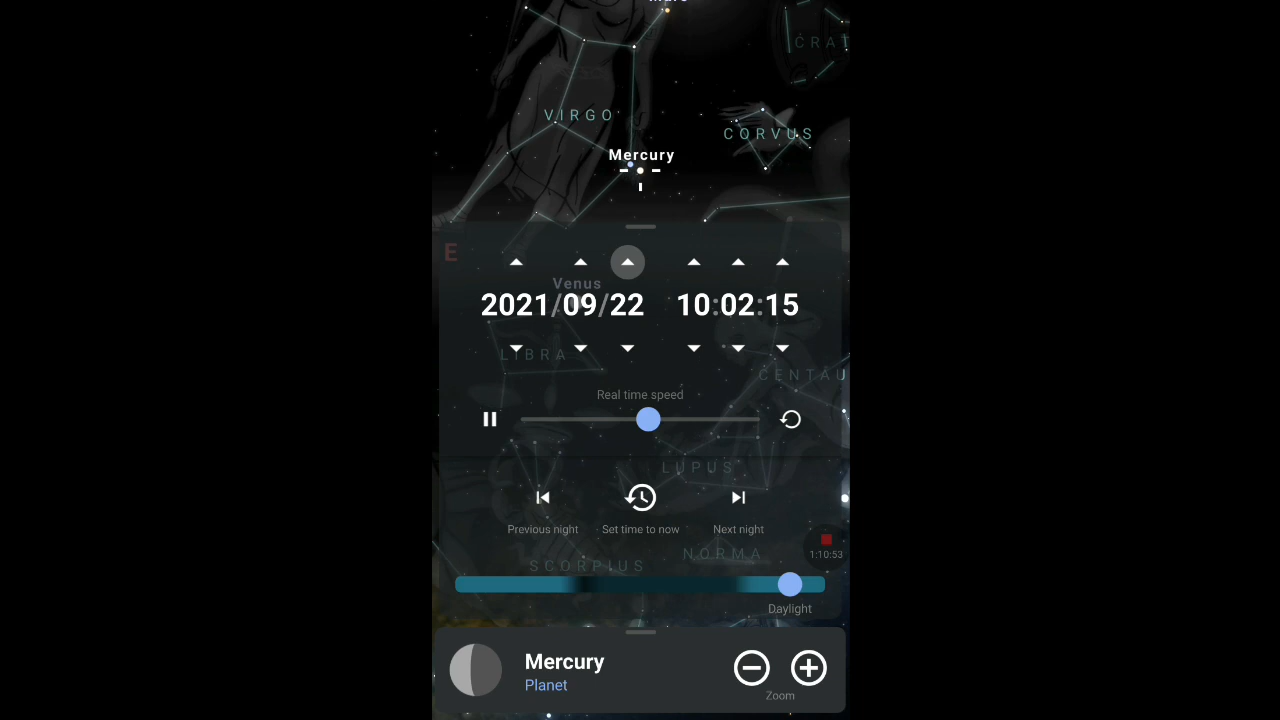 Mars
CRAT
VIRGO
CORVUS
Mercury
E
Venus
2021/09/22 10:02:15
LIBRA
CENTAU
Real time speed
LUPUS
Previous night Set time to now Next night
NORMA
1:10:53
SCORPIUS
Daylight
Mercury
Planet
Zoom